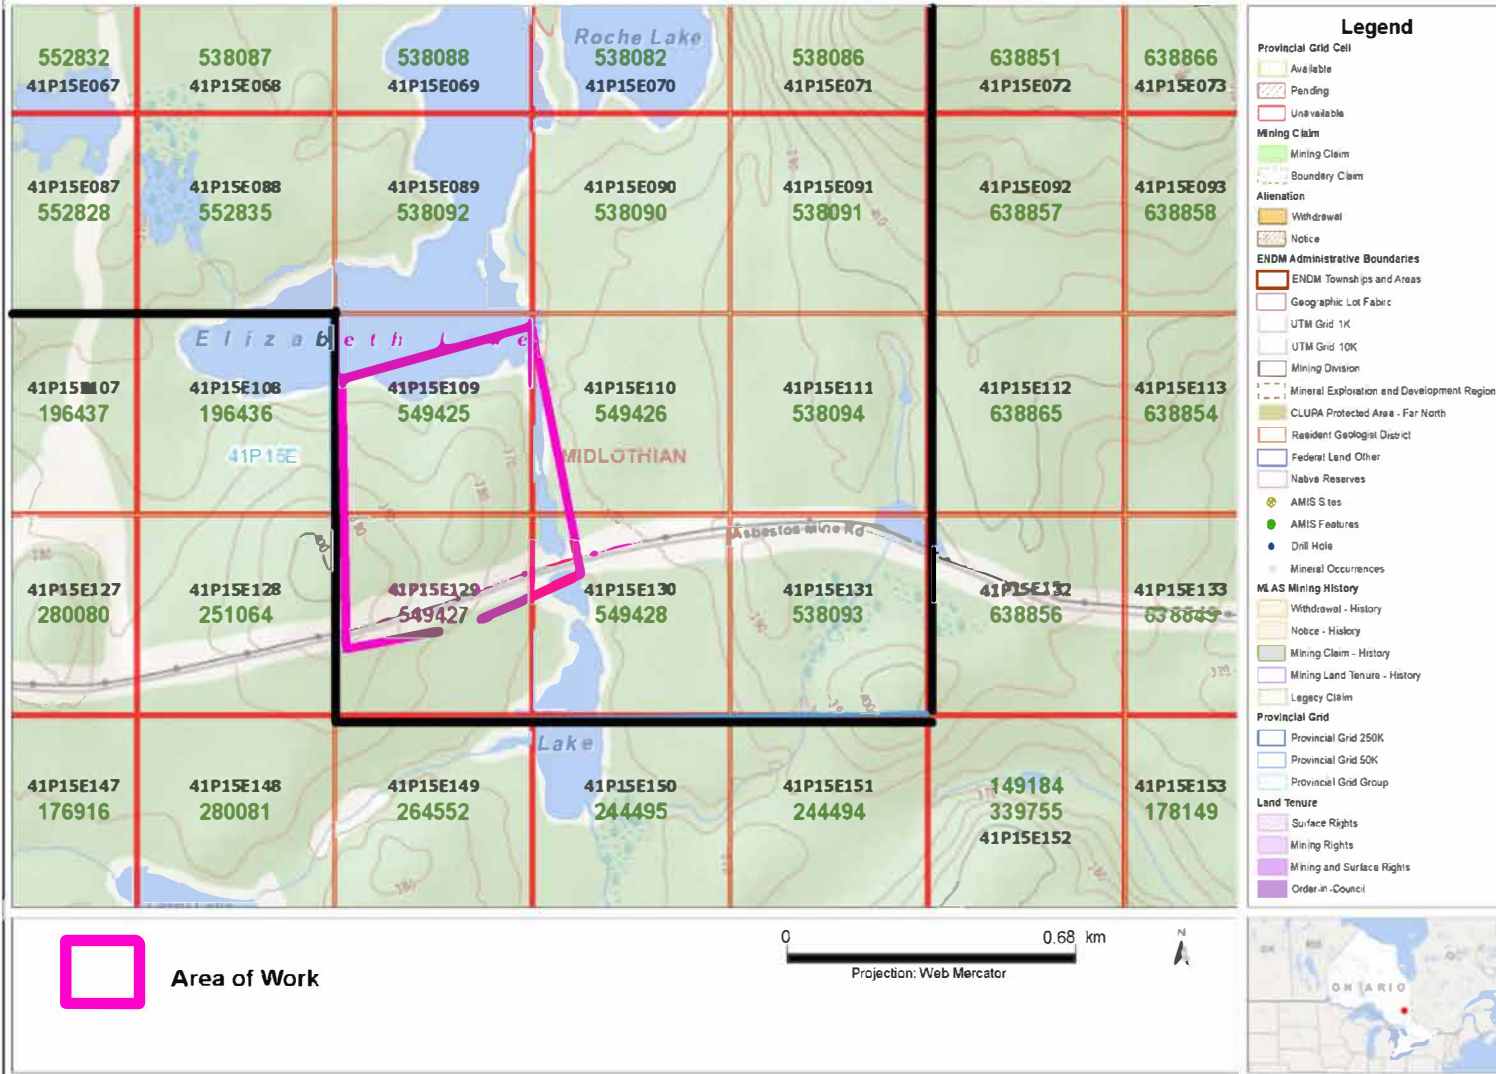 Roche Lake
552832 538087 538088 538082 538086 638851 638866
41P15E067 41P15E068 41P15E069 41P15E070 41P15E071 41P15E072 41P15E073
41P15E087 41P15E088 41P15E089 41P15E090 41P15E091 41P15E092 41P15E093
552828 552835 538092 538090 538091 638857 638858
Elizabeth
41P15E108 41P15E109 41P15E110 41P15E111 41P15E112 41P15E113
196437 196436 549425 549426 538094 638865 638854
41P15E
MIDLOTHIAN
Asbestos Mine Rd
41P15E127 41P15E128 41P15E129 41P15E130 41P15E131 41P15E132 41P15E133
280080 251064 549427 549428 538093 638856 638849
Lake
41P15E147 41P15E148 41P15E149 41P15E150 41P15E151 149184 41P15E153
176916 280081 264552 244495 244494 339755 178149
41P15E152
Area of Work
0 0.68 km
Projection: Web Mercator
N
Legend
Provincial Grid Cell
Available
Pending
Unavailable
Mining Claim
Mining Claim
Boundary Claim
Alienation
Withdrawal
Notice
ENDM Administrative Boundaries
ENDM Townships and Areas
Geographic Lot Fabric
UTM Grid 1K
UTM Grid 10K
Mining Division
Mineral Exploration and Development Region
CLUPA Protected Area - Far North
Resident Geologist District
Federal Land Other
Native Reserves
AMIS Sites
AMIS Features
Drill Hole
Mineral Occurrences
MLAS Mining History
Withdrawal - History
Notice - History
Mining Claim - History
Mining Land Tenure - History
Legacy Claim
Provincial Grid
Provincial Grid 250K
Provincial Grid 50K
Provincial Grid Group
Land Tenure
Surface Rights
Mining Rights
Mining and Surface Rights
Order-in-Council
ONTARIO